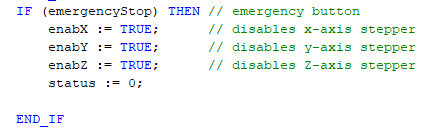 IF (emergencyStop) THEN // emergency button
enabX := TRUE; // disables x-axis stepper
enabY := TRUE; // disables y-axis stepper
enabZ := TRUE; // disables Z-axis stepper
status := 0;
END_IF